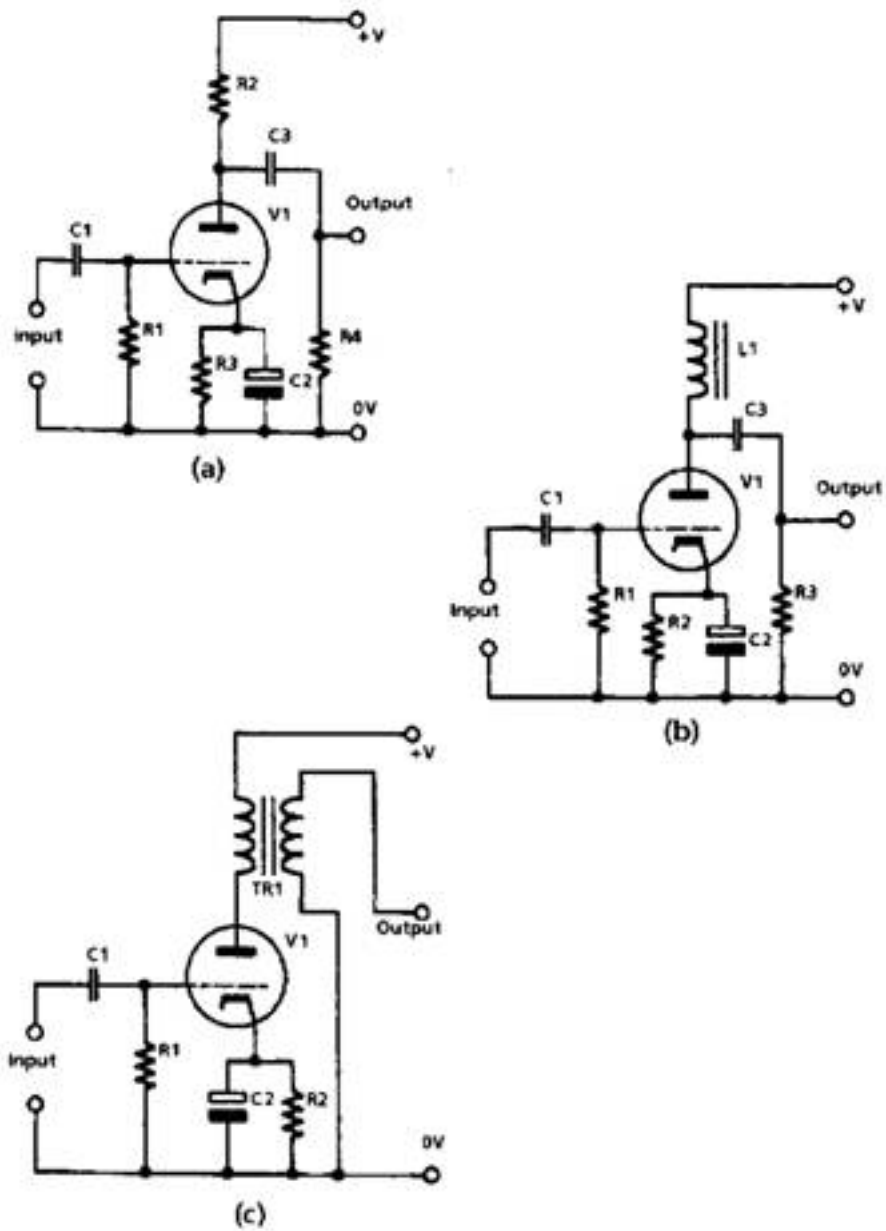 +V
R2
C3
Output
V1
C1
input
R1
R3
C2
R4
0V
(a)
+V
L1
C3
V1
Output
C1
Input
R1
R2
C2
R3
0V
(b)
+V
TR1
Output
V1
C1
Input
R1
C2
R2
0V
(c)